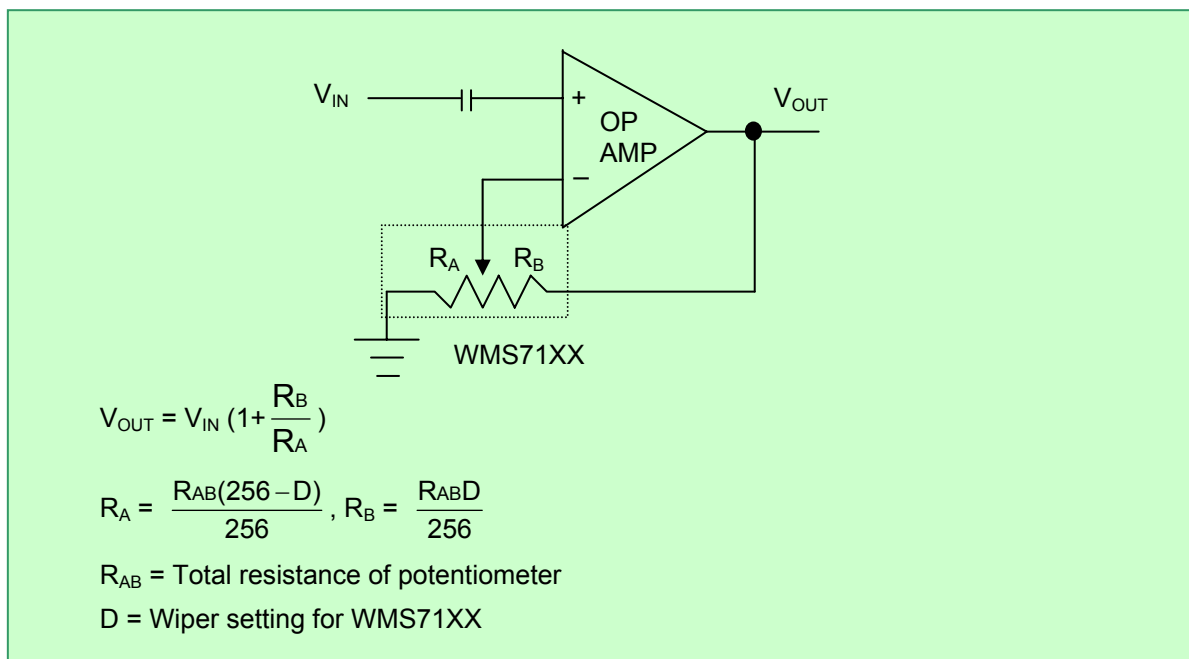 V_IN
+
V_OUT
OP
AMP
−
R_A
R_B
WMS71XX
V_OUT = V_IN (1+ R_B/R_A )
R_A = R_AB(256 − D)/256 , R_B = R_ABD/256
R_AB = Total resistance of potentiometer
D = Wiper setting for WMS71XX